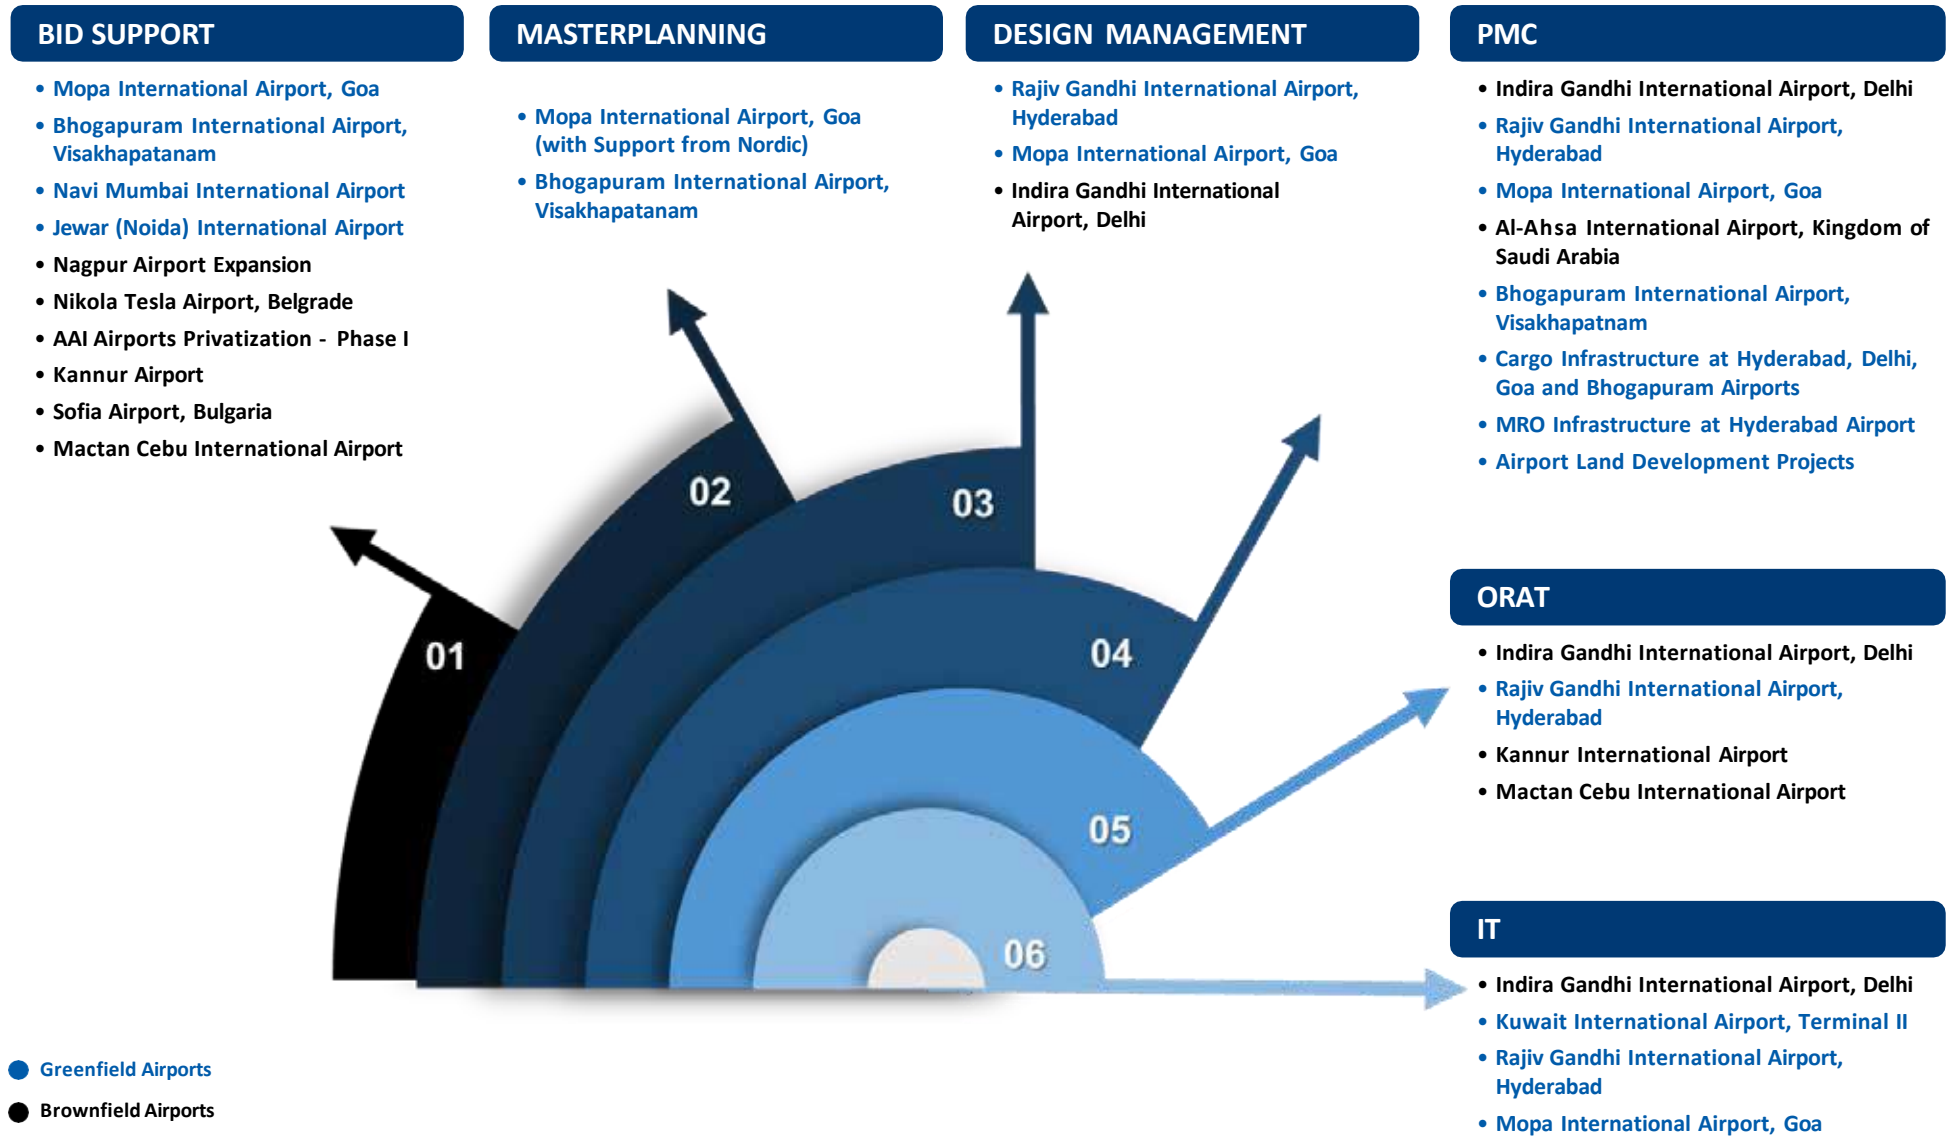 BID SUPPORT
• Mopa International Airport, Goa
• Bhogapuram International Airport,
Visakhapatanam
• Navi Mumbai International Airport
• Jewar (Noida) International Airport
• Nagpur Airport Expansion
• Nikola Tesla Airport, Belgrade
• AAI Airports Privatization - Phase I
• Kannur Airport
• Sofia Airport, Bulgaria
• Mactan Cebu International Airport
MASTERPLANNING
• Mopa International Airport, Goa
(with Support from Nordic)
• Bhogapuram International Airport,
Visakhapatanam
DESIGN MANAGEMENT
• Rajiv Gandhi International Airport,
Hyderabad
• Mopa International Airport, Goa
• Indira Gandhi International
Airport, Delhi
PMC
• Indira Gandhi International Airport, Delhi
• Rajiv Gandhi International Airport,
Hyderabad
• Mopa International Airport, Goa
• Al-Ahsa International Airport, Kingdom of
Saudi Arabia
• Bhogapuram International Airport,
Visakhapatnam
• Cargo Infrastructure at Hyderabad, Delhi,
Goa and Bhogapuram Airports
• MRO Infrastructure at Hyderabad Airport
• Airport Land Development Projects
ORAT
• Indira Gandhi International Airport, Delhi
• Rajiv Gandhi International Airport,
Hyderabad
• Kannur International Airport
• Mactan Cebu International Airport
IT
• Indira Gandhi International Airport, Delhi
• Kuwait International Airport, Terminal II
• Rajiv Gandhi International Airport,
Hyderabad
• Mopa International Airport, Goa
01
02
03
04
05
06
Greenfield Airports
Brownfield Airports